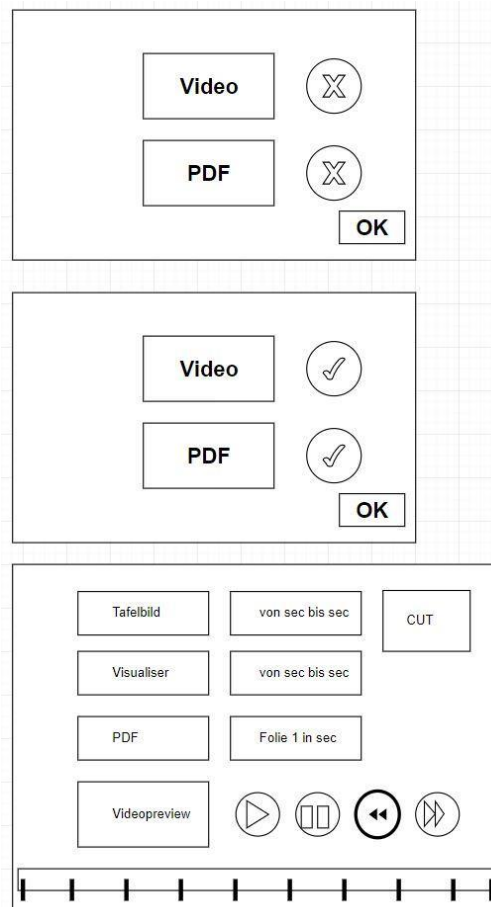 Video
PDF
OK
Video
PDF
OK
Tafelbild
von sec bis sec
CUT
Visualiser
von sec bis sec
PDF
Folie 1 in sec
Videopreview